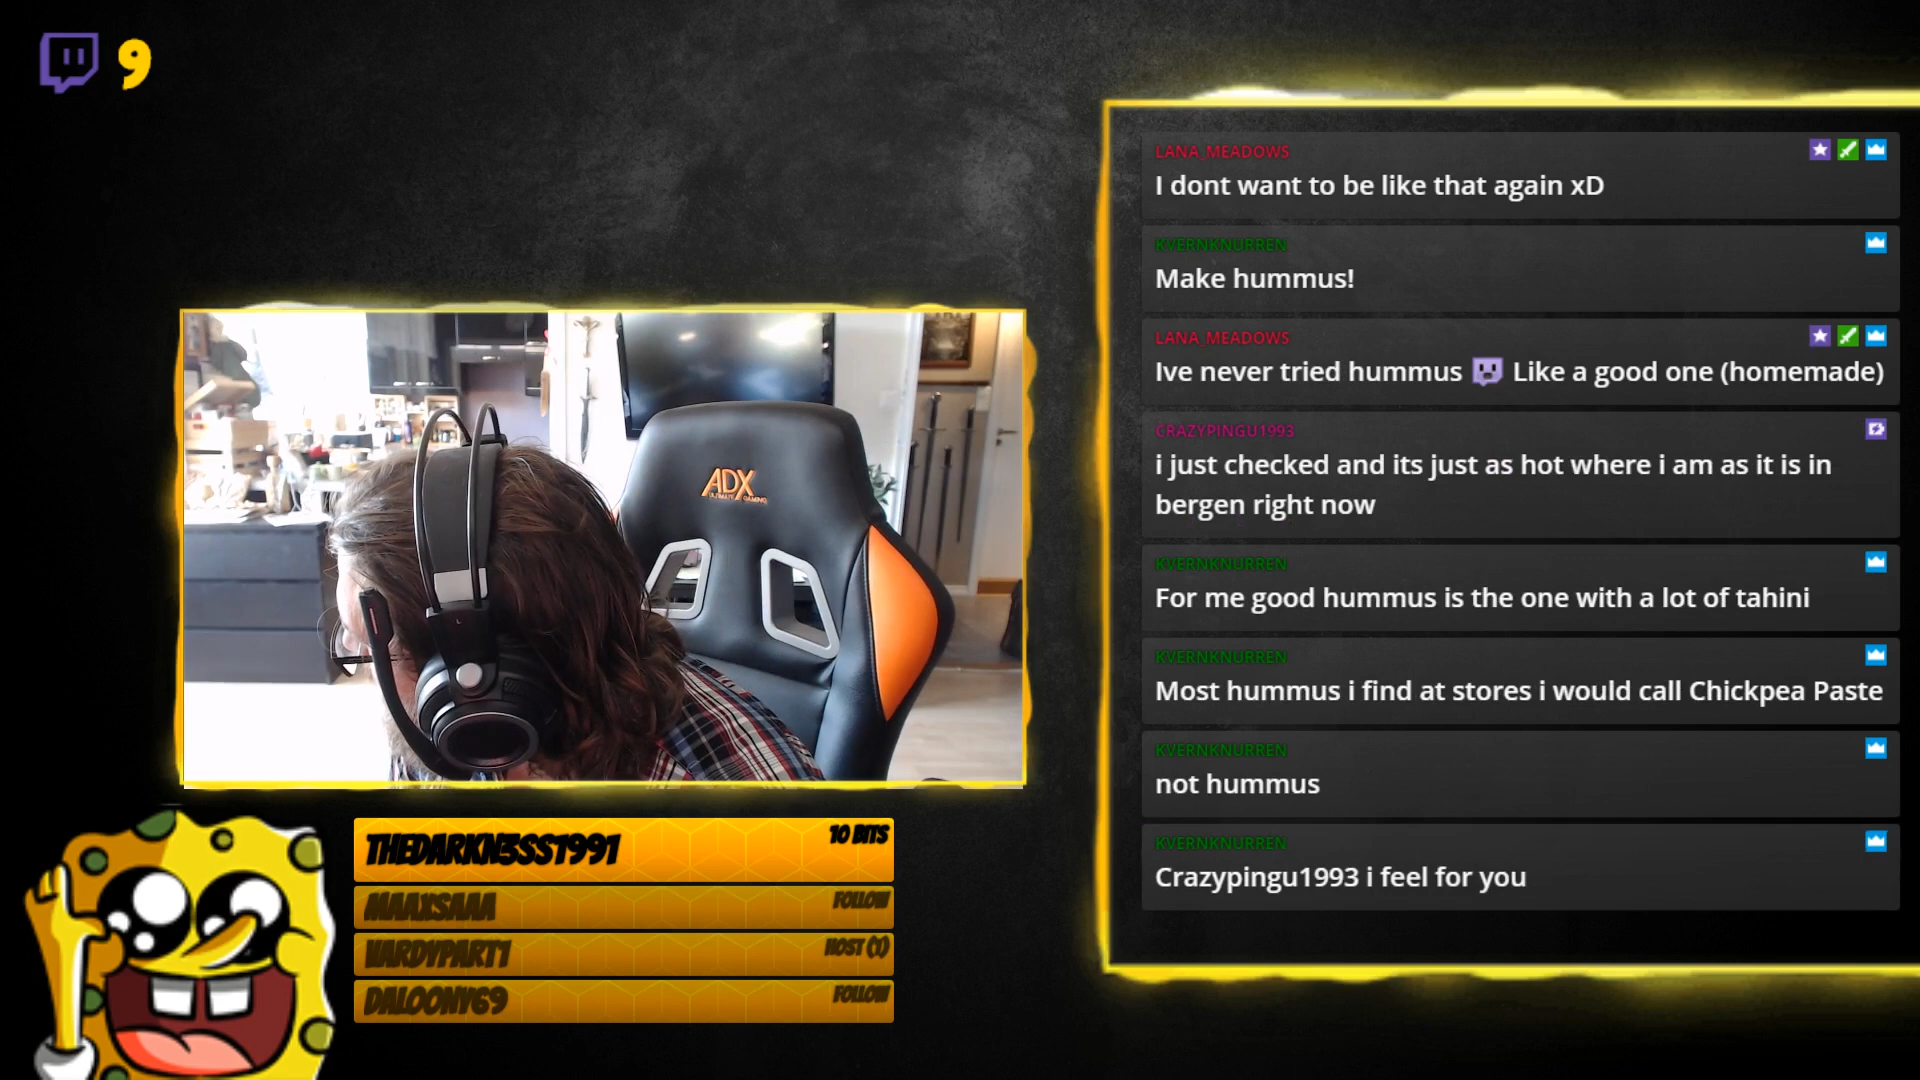 9
LANA_MEADOWS
I dont want to be like that again xD
KVERNKNURREN
Make hummus!
LANA_MEADOWS
Ive never tried hummus Like a good one (homemade)
CRAZYPINGU1993
i just checked and its just as hot where i am as it is in
bergen right now
KVERNKNURREN
For me good hummus is the one with a lot of tahini
KVERNKNURREN
Most hummus i find at stores i would call Chickpea Paste
KVERNKNURREN
not hummus
KVERNKNURREN
Crazypingu1993 i feel for you
ADX
ULTIMATE GAMING
L
THEDARKN3SS1991 10 BITS
MAAXSAAA FOLLOW
VARDYPART1 HOST (1)
DALOONY69 FOLLOW